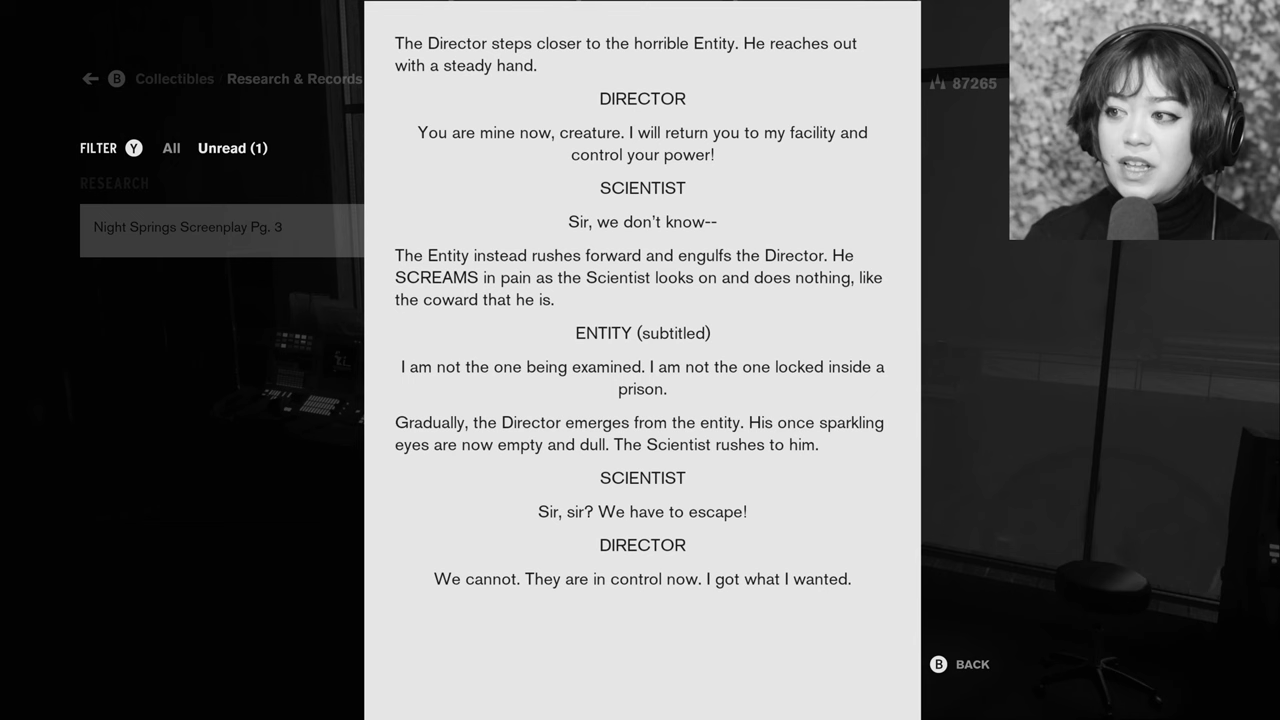 The Director steps closer to the horrible Entity. He reaches out
with a steady hand.
B Collectibles Research & Records
87265
DIRECTOR
You are mine now, creature. I will return you to my facility and
control your power!
FILTER Y All Unread (1)
RESEARCH
SCIENTIST
Night Springs Screenplay Pg. 3
Sir, we don't know--
The Entity instead rushes forward and engulfs the Director. He
SCREAMS in pain as the Scientist looks on and does nothing, like
the coward that he is.
ENTITY (subtitled)
I am not the one being examined. I am not the one locked inside a
prison.
Gradually, the Director emerges from the entity. His once sparkling
eyes are now empty and dull. The Scientist rushes to him.
SCIENTIST
Sir, sir? We have to escape!
DIRECTOR
We cannot. They are in control now. I got what I wanted.
B BACK